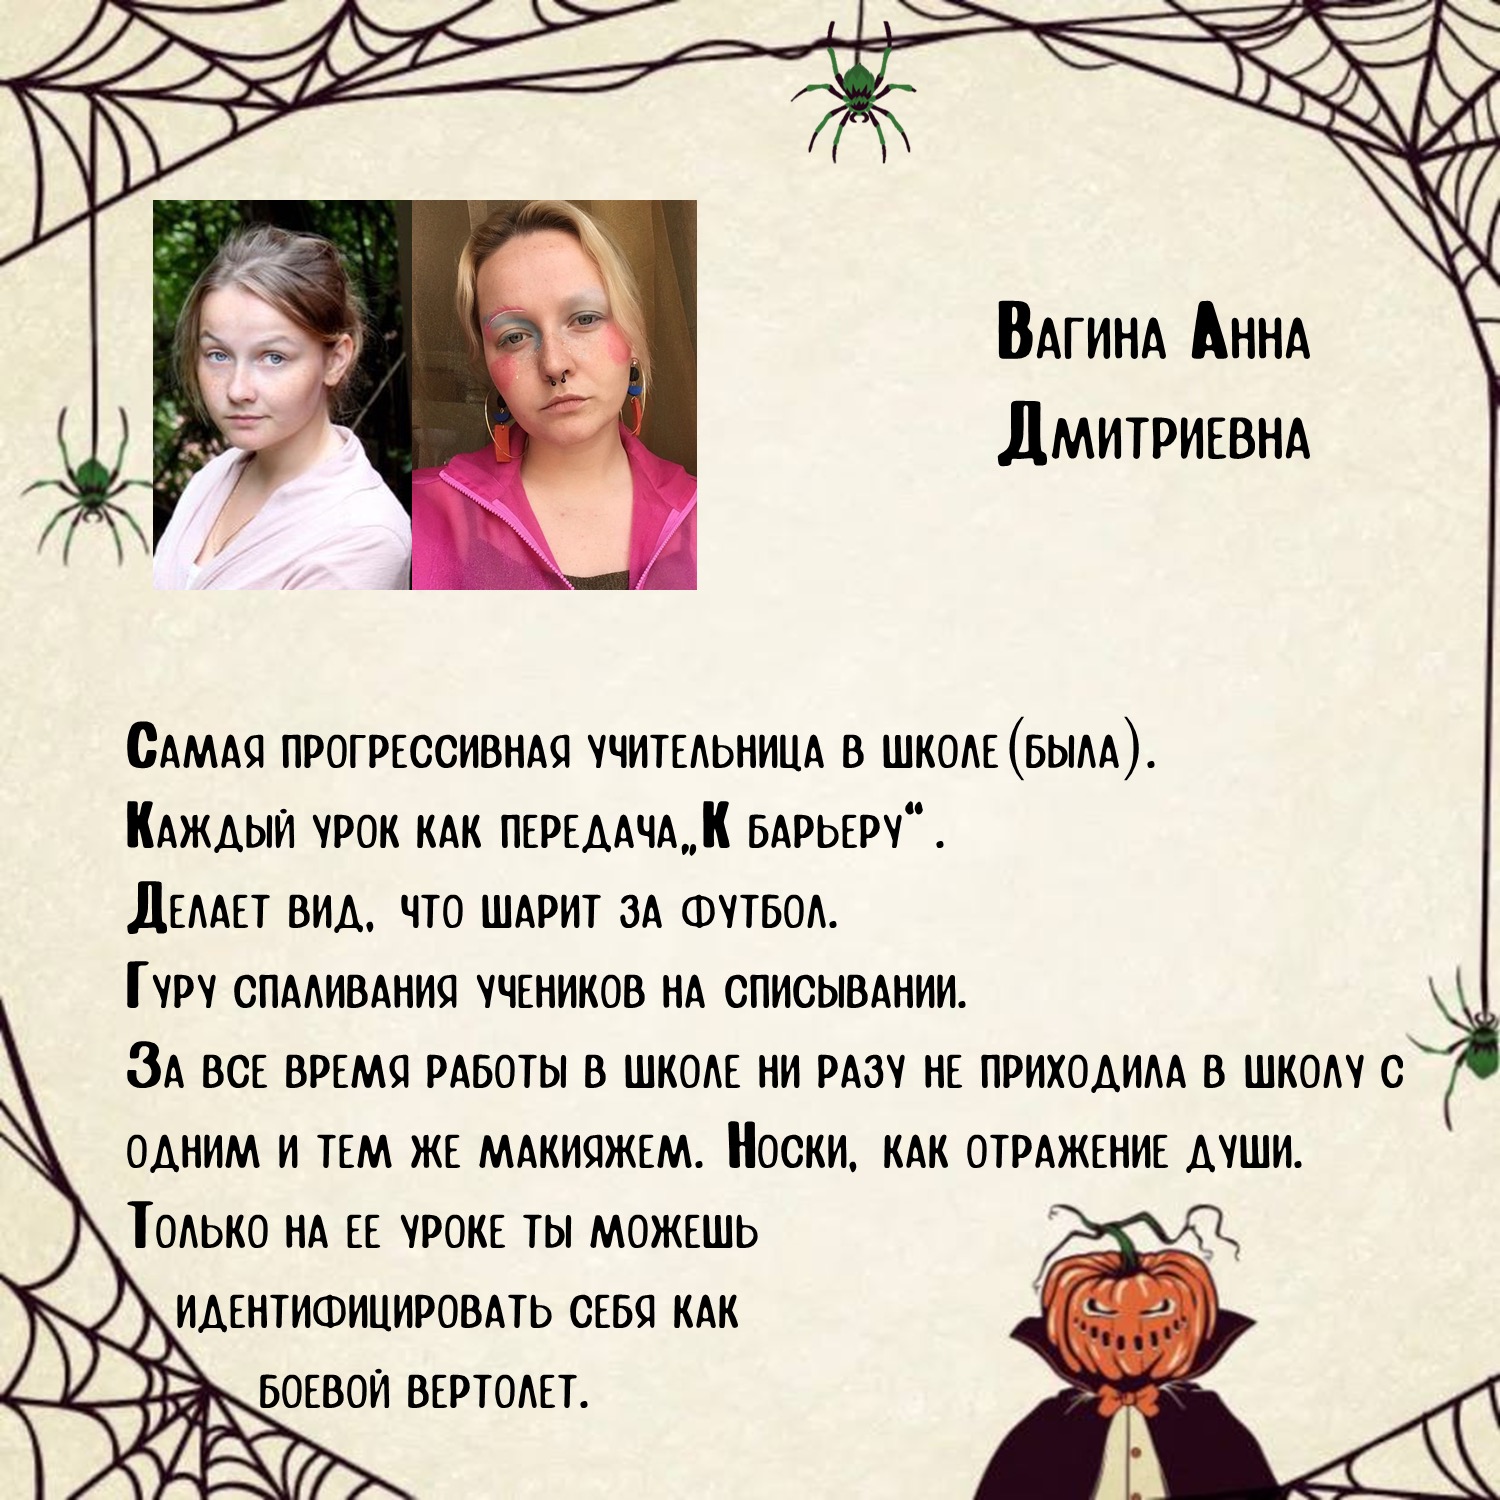 Вагина Анна
Дмитриевна
Самая прогрессивная учительница в школе(была).
Каждый урок как передача„К барьеру“.
Делает вид, что шарит за футбол.
Гуру спаливания учеников на списывании.
За все время работы в школе ни разу не приходила в школу с
одним и тем же макияжем. Носки, как отражение души.
Только на ее уроке ты можешь
идентифицировать себя как
боевой вертолет.